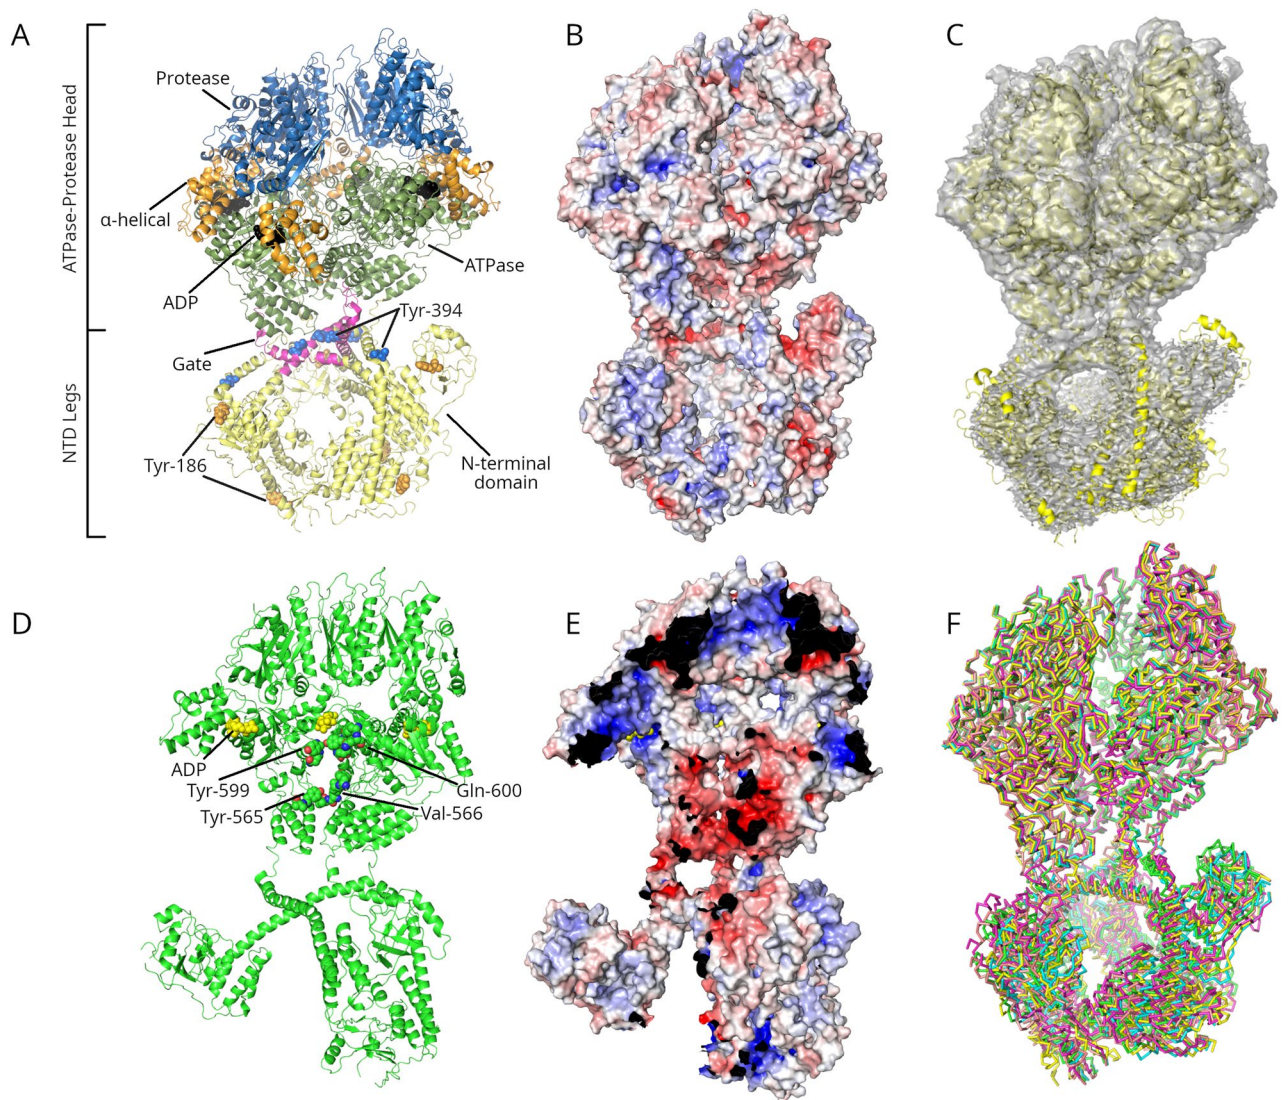 A
B
C
ATPase-Protease Head
NTD Legs
Protease
α-helical
ADP
ATPase
Tyr-394
Gate
Tyr-186
N-terminal
domain
D
E
F
ADP
Tyr-599
Gln-600
Tyr-565
Val-566